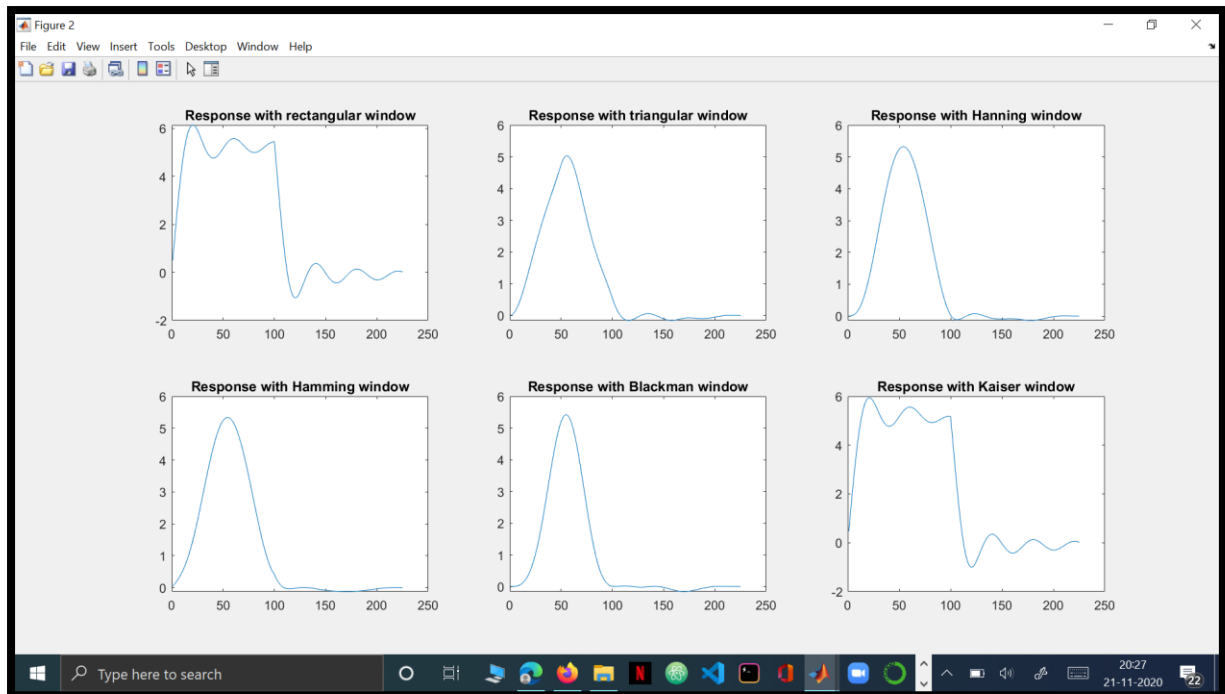 Figure 2
File Edit View Insert Tools Desktop Window Help
Response with rectangular window
6
4
2
0
-2
0 50 100 150 200 250
Response with triangular window
6
5
4
3
2
1
0
0 50 100 150 200 250
Response with Hanning window
6
5
4
3
2
1
0
0 50 100 150 200 250
Response with Hamming window
6
5
4
3
2
1
0
0 50 100 150 200 250
Response with Blackman window
6
5
4
3
2
1
0
0 50 100 150 200 250
Response with Kaiser window
6
4
2
0
-2
0 50 100 150 200 250
Type here to search
N
20:27
21-11-2020
22